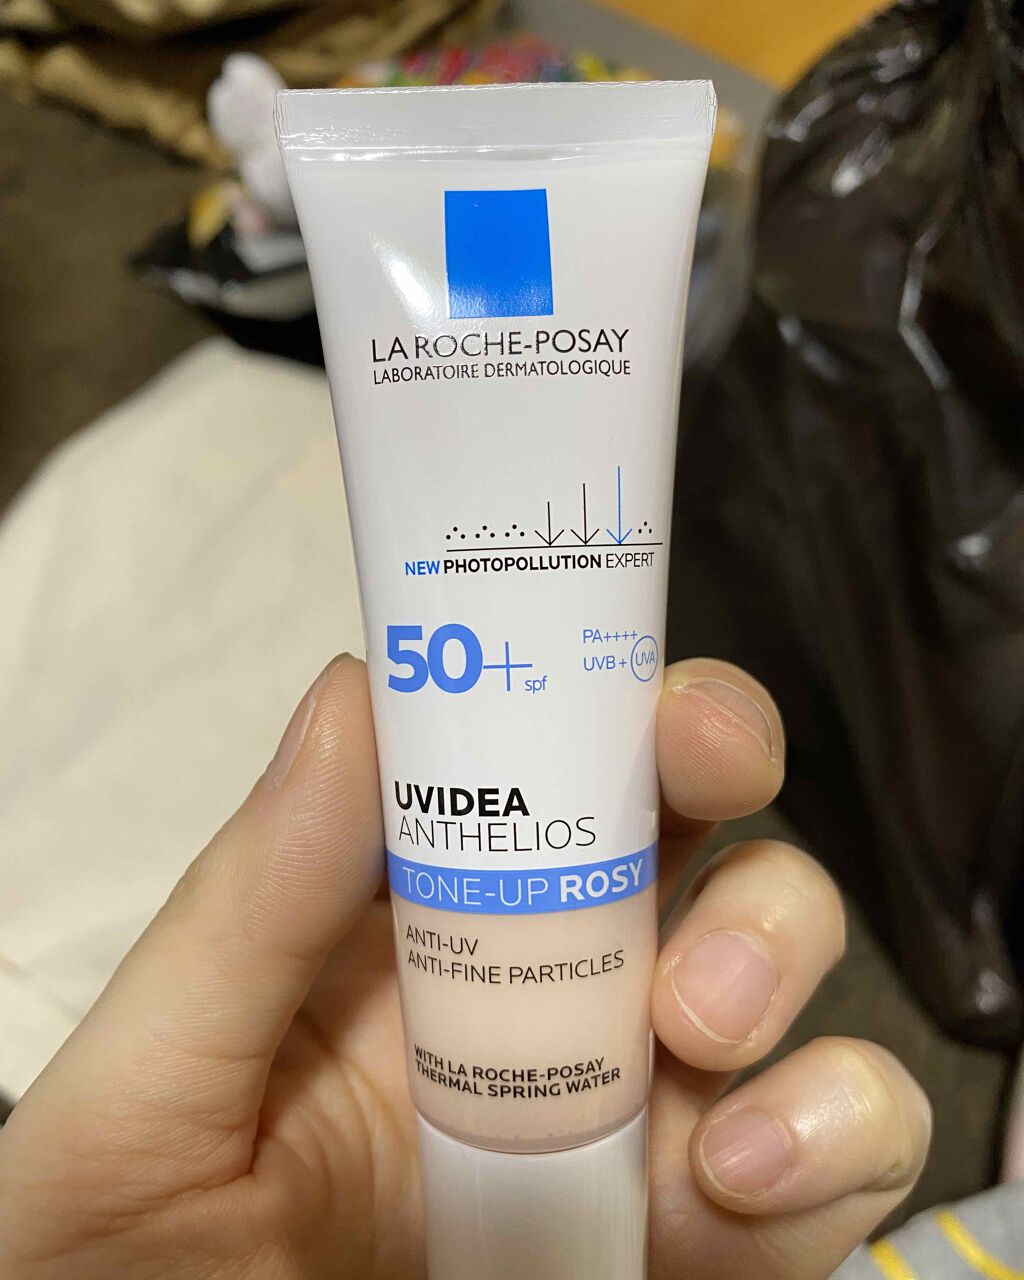 LA ROCHE-POSAY
LABORATOIRE DERMATOLOGIQUE
NEW PHOTOPOLLUTION EXPERT
50+ spf
PA++++
UVB + UVA
UVIDEA
ANTHELIOS
TONE-UP ROSY
ANTI-UV
ANTI-FINE PARTICLES
WITH LA ROCHE-POSAY
THERMAL SPRING WATER